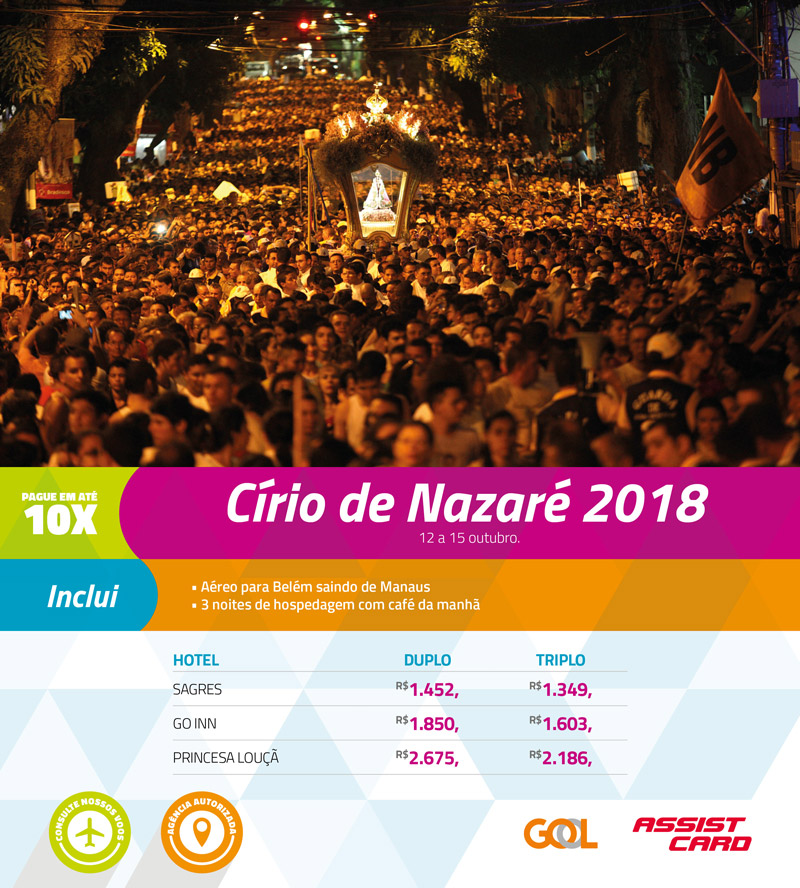 NB
PAGUE EM ATÉ
10X
Círio de Nazaré 2018
12 a 15 outubro.
Inclui
• Aéreo para Belém saindo de Manaus
• 3 noites de hospedagem com café da manhã
HOTEL DUPLO TRIPLO
SAGRES R$1.452, R$1.349,
GO INN R$1.850, R$1.603,
PRINCESA LOUÇÃ R$2.675, R$2.186,
CONSULTE NOSSOS VOOS
AGÊNCIA AUTORIZADA
GOL
ASSIST
CARD